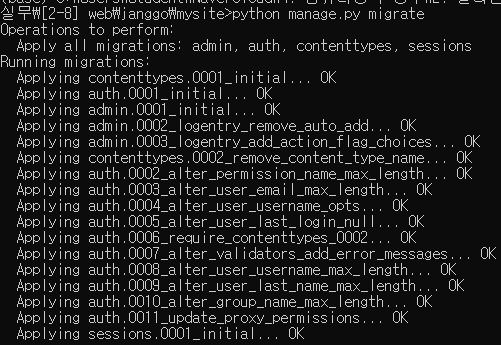 실무₩[2-8] web₩janggo₩mysite>python manage.py migrate
Operations to perform:
  Apply all migrations: admin, auth, contenttypes, sessions
Running migrations:
  Applying contenttypes.0001_initial... OK
  Applying auth.0001_initial... OK
  Applying admin.0001_initial... OK
  Applying admin.0002_logentry_remove_auto_add... OK
  Applying admin.0003_logentry_add_action_flag_choices... OK
  Applying contenttypes.0002_remove_content_type_name... OK
  Applying auth.0002_alter_permission_name_max_length... OK
  Applying auth.0003_alter_user_email_max_length... OK
  Applying auth.0004_alter_user_username_opts... OK
  Applying auth.0005_alter_user_last_login_null... OK
  Applying auth.0006_require_contenttypes_0002... OK
  Applying auth.0007_alter_validators_add_error_messages... OK
  Applying auth.0008_alter_user_username_max_length... OK
  Applying auth.0009_alter_user_last_name_max_length... OK
  Applying auth.0010_alter_group_name_max_length... OK
  Applying auth.0011_update_proxy_permissions... OK
  Applying sessions.0001_initial... OK